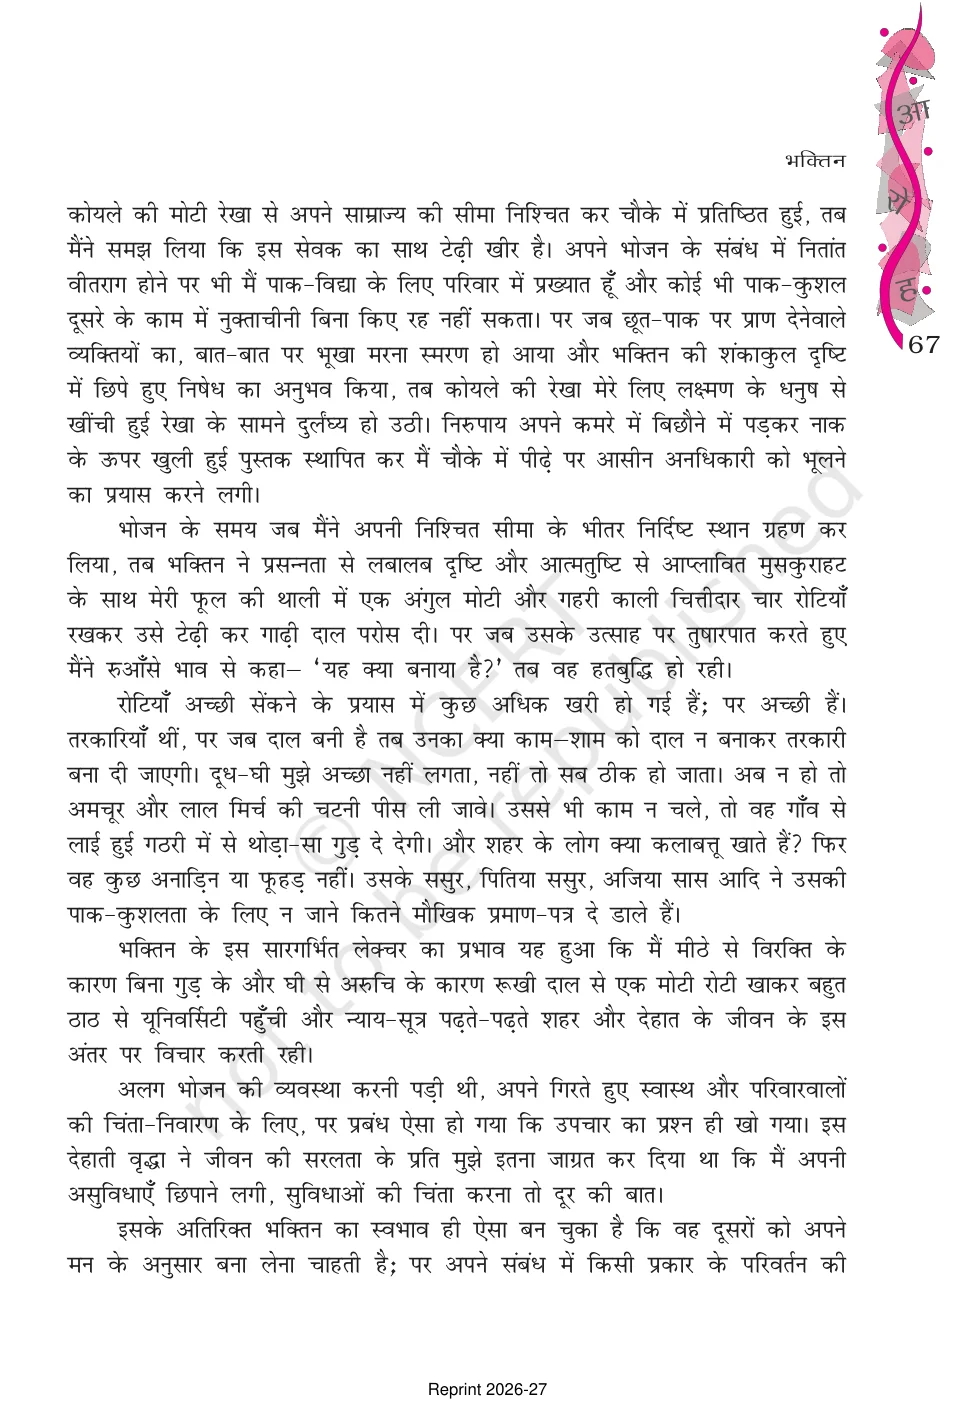 आ
रो
ह
भक्तिन
67
कोयले की मोटी रेखा से अपने साम्राज्य की सीमा निश्चित कर चौके में प्रतिष्ठित हुई, तब
मैंने समझ लिया कि इस सेवक का साथ टेढ़ी खीर है। अपने भोजन के संबंध में नितांत
वीतराग होने पर भी मैं पाक-विद्या के लिए परिवार में प्रख्यात हूँ और कोई भी पाक-कुशल
दूसरे के काम में नुक्ताचीनी बिना किए रह नहीं सकता। पर जब छूत-पाक पर प्राण देनेवाले
व्यक्तियों का, बात-बात पर भूखा मरना स्मरण हो आया और भक्तिन की शंकाकुल दृष्टि
में छिपे हुए निषेध का अनुभव किया, तब कोयले की रेखा मेरे लिए लक्ष्मण के धनुष से
खींची हुई रेखा के सामने दुर्लंघ्य हो उठी। निरुपाय अपने कमरे में बिछौने में पड़कर नाक
के ऊपर खुली हुई पुस्तक स्थापित कर मैं चौके में पीढ़े पर आसीन अनधिकारी को भूलने
का प्रयास करने लगी।
भोजन के समय जब मैंने अपनी निश्चित सीमा के भीतर निर्दिष्ट स्थान ग्रहण कर
लिया, तब भक्तिन ने प्रसन्नता से लबालब दृष्टि और आत्मतुष्टि से आप्लावित मुसकुराहट
के साथ मेरी फूल की थाली में एक अंगुल मोटी और गहरी काली चित्तीदार चार रोटियाँ
रखकर उसे टेढ़ी कर गाढ़ी दाल परोस दी। पर जब उसके उत्साह पर तुषारपात करते हुए
मैंने रुआँसे भाव से कहा– ‘यह क्या बनाया है?’ तब वह हतबुद्धि हो रही।
रोटियाँ अच्छी सेंकने के प्रयास में कुछ अधिक खरी हो गई हैं; पर अच्छी हैं।
तरकारियाँ थीं, पर जब दाल बनी है तब उनका क्या काम–शाम को दाल न बनाकर तरकारी
बना दी जाएगी। दूध-घी मुझे अच्छा नहीं लगता, नहीं तो सब ठीक हो जाता। अब न हो तो
अमचूर और लाल मिर्च की चटनी पीस ली जावे। उससे भी काम न चले, तो वह गाँव से
लाई हुई गठरी में से थोड़ा-सा गुड़ दे देगी। और शहर के लोग क्या कलाबत्तू खाते हैं? फिर
वह कुछ अनाड़िन या फूहड़ नहीं। उसके ससुर, पितिया ससुर, अजिया सास आदि ने उसकी
पाक-कुशलता के लिए न जाने कितने मौखिक प्रमाण-पत्र दे डाले हैं।
भक्तिन के इस सारगर्भित लेक्चर का प्रभाव यह हुआ कि मैं मीठे से विरक्ति के
कारण बिना गुड़ के और घी से अरुचि के कारण रूखी दाल से एक मोटी रोटी खाकर बहुत
ठाठ से यूनिवर्सिटी पहुँची और न्याय-सूत्र पढ़ते-पढ़ते शहर और देहात के जीवन के इस
अंतर पर विचार करती रही।
अलग भोजन की व्यवस्था करनी पड़ी थी, अपने गिरते हुए स्वास्थ और परिवारवालों
की चिंता-निवारण के लिए, पर प्रबंध ऐसा हो गया कि उपचार का प्रश्न ही खो गया। इस
देहाती वृद्धा ने जीवन की सरलता के प्रति मुझे इतना जाग्रत कर दिया था कि मैं अपनी
असुविधाएँ छिपाने लगी, सुविधाओं की चिंता करना तो दूर की बात।
इसके अतिरिक्त भक्तिन का स्वभाव ही ऐसा बन चुका है कि वह दूसरों को अपने
मन के अनुसार बना लेना चाहती है; पर अपने संबंध में किसी प्रकार के परिवर्तन की
© NCERT
not to be republished
Reprint 2026-27